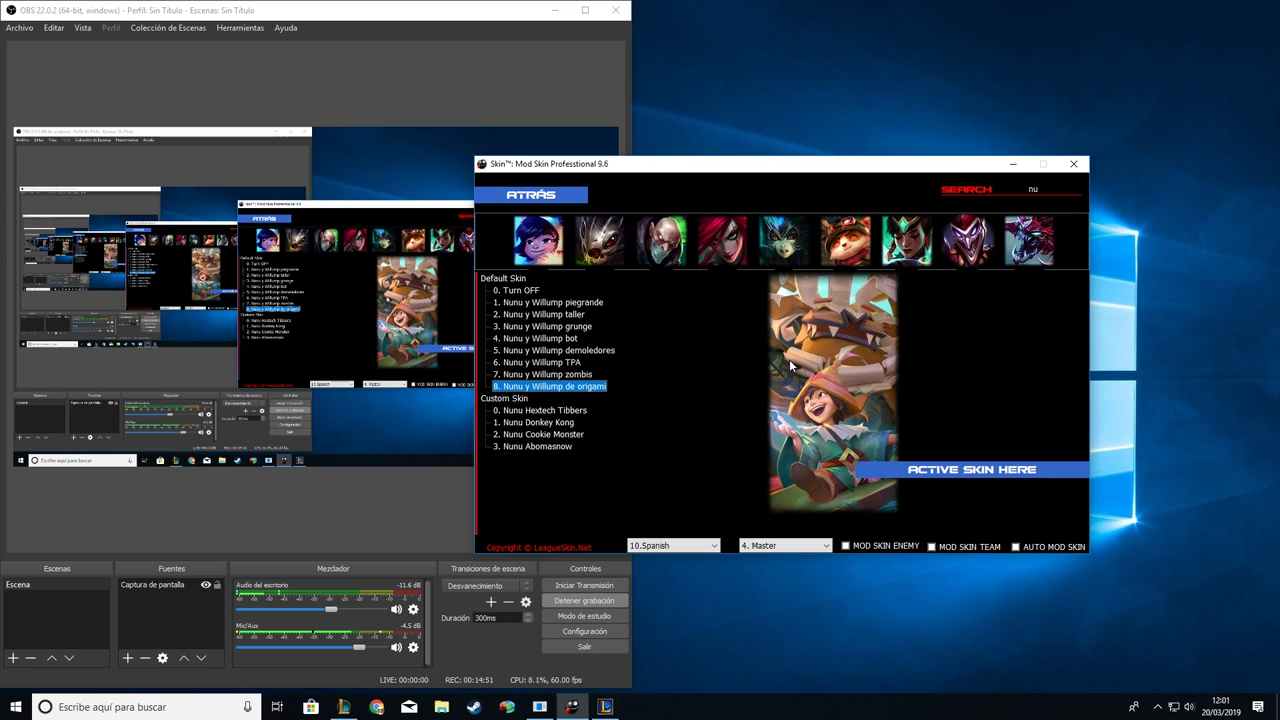 OBS 22.0.2 (64-bit, windows) - Perfil: Sin Título - Escenas: Sin Título
Archivo Editar Vista Perfil Colección de Escenas Herramientas Ayuda
Skin™: Mod Skin Professtional 9.6
ATRÁS
SEARCH nu
Default Skin
0. Turn OFF
1. Nunu y Willump piegrande
2. Nunu y Willump taller
3. Nunu y Willump grunge
4. Nunu y Willump bot
5. Nunu y Willump demoledores
6. Nunu y Willump TPA
7. Nunu y Willump zombis
8. Nunu y Willump de origami
Custom Skin
0. Nunu Hextech Tibbers
1. Nunu Donkey Kong
2. Nunu Cookie Monster
3. Nunu Abomasnow
ACTIVE SKIN HERE
Copyright © LeagueSkin.Net
10.Spanish
4. Master
MOD SKIN ENEMY
MOD SKIN TEAM
AUTO MOD SKIN
Escenas
Fuentes
Mezclador
Transiciones de escena
Controles
Escena
Captura de pantalla
Audio del escritorio -11.6 dB
Mic/Aux -4.5 dB
Desvanecimiento
Duración 300ms
Iniciar Transmisión
Detener grabación
Modo de estudio
Configuración
Salir
LIVE: 00:00:00 REC: 00:14:51 CPU: 8.1%, 60.00 fps
Escribe aquí para buscar
12:01
20/03/2019